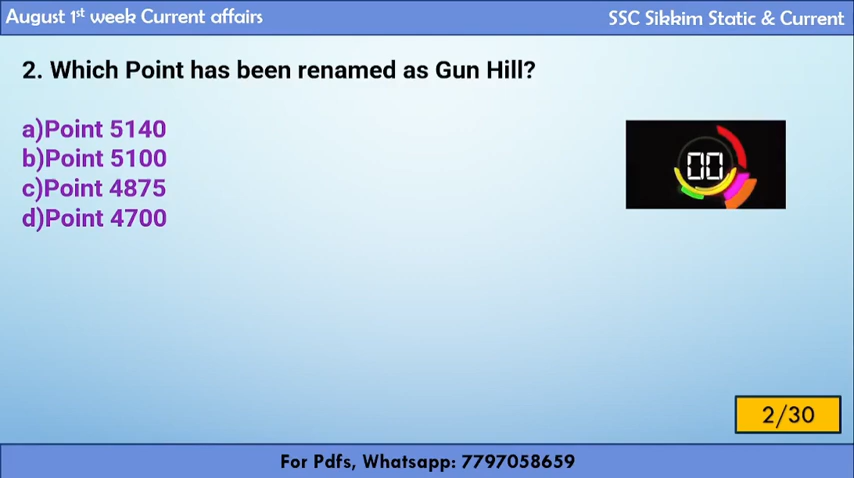 August 1st week Current affairs
SSC Sikkim Static & Current
2. Which Point has been renamed as Gun Hill?
a)Point 5140
b)Point 5100
c)Point 4875
d)Point 4700
00
2/30
For Pdfs, Whatsapp: 7797058659